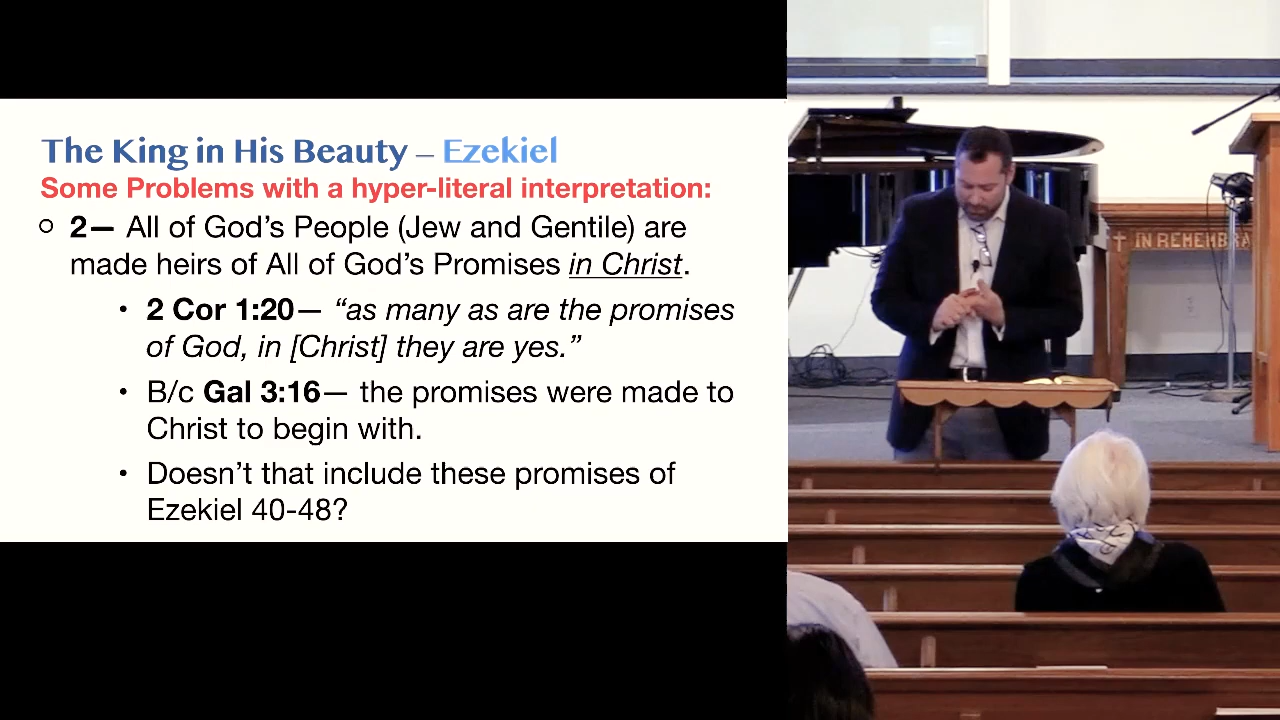 The King in His Beauty – Ezekiel
Some Problems with a hyper-literal interpretation:
2— All of God’s People (Jew and Gentile) are
made heirs of All of God’s Promises in Christ.
• 2 Cor 1:20— “as many as are the promises
of God, in [Christ] they are yes.”
• B/c Gal 3:16— the promises were made to
Christ to begin with.
• Doesn’t that include these promises of
Ezekiel 40-48?
IN REMEMBRA